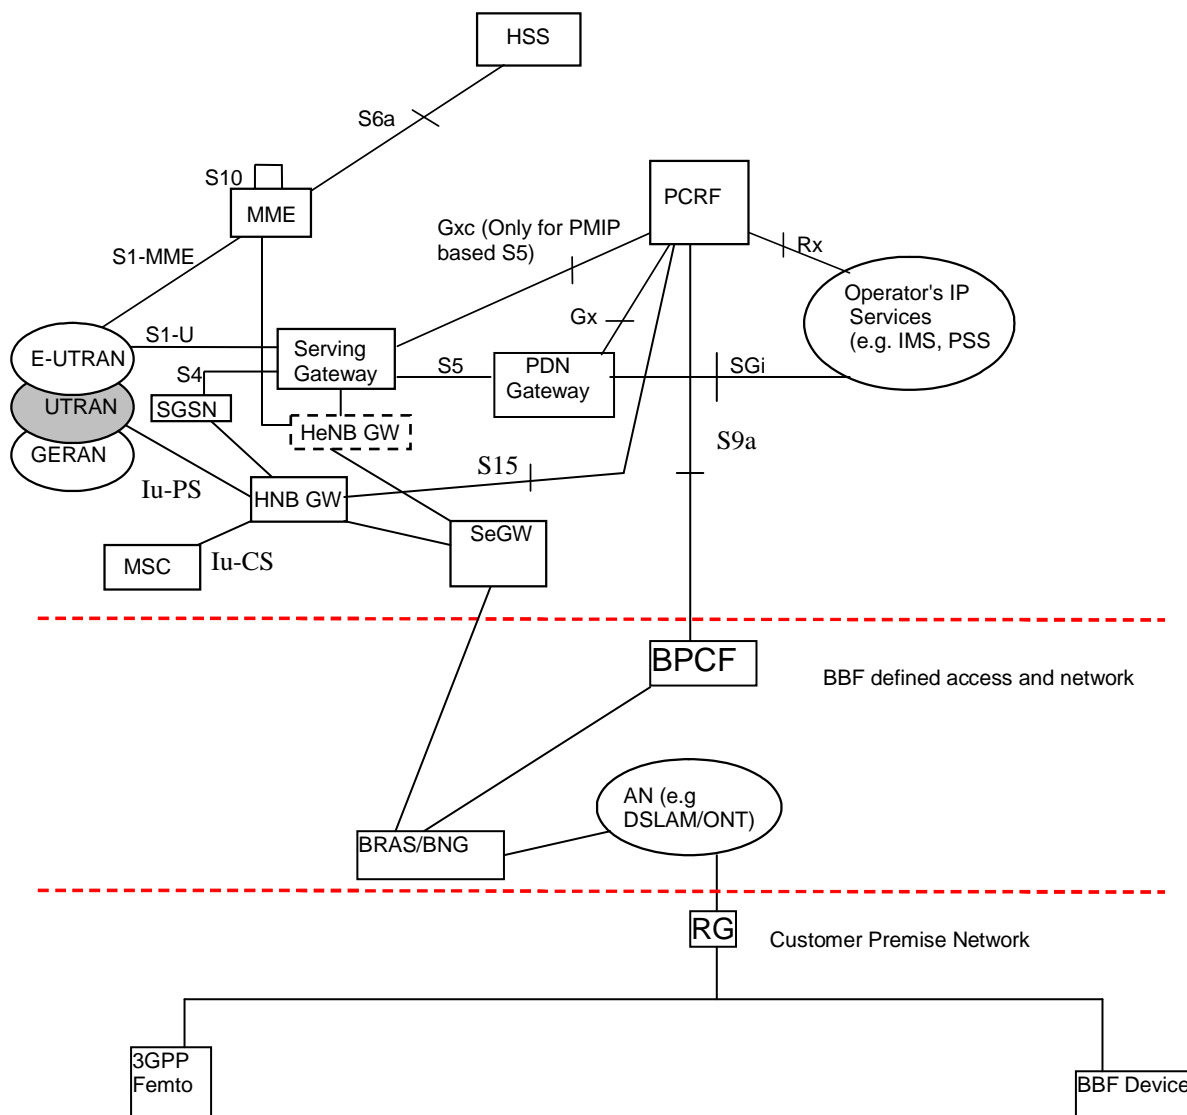 HSS
S6a
S10
MME
PCRF
Gxc (Only for PMIP
based S5)
Rx
S1-MME
Operator's IP
Services
(e.g. IMS, PSS
Gx
S1-U
E-UTRAN
Serving
Gateway
S5
PDN
Gateway
SGi
S4
UTRAN
SGSN
HeNB GW
S9a
GERAN
S15
Iu-PS
HNB GW
SeGW
MSC
Iu-CS
BPCF
BBF defined access and network
AN (e.g
DSLAM/ONT)
BRAS/BNG
RG
Customer Premise Network
3GPP
Femto
BBF Device